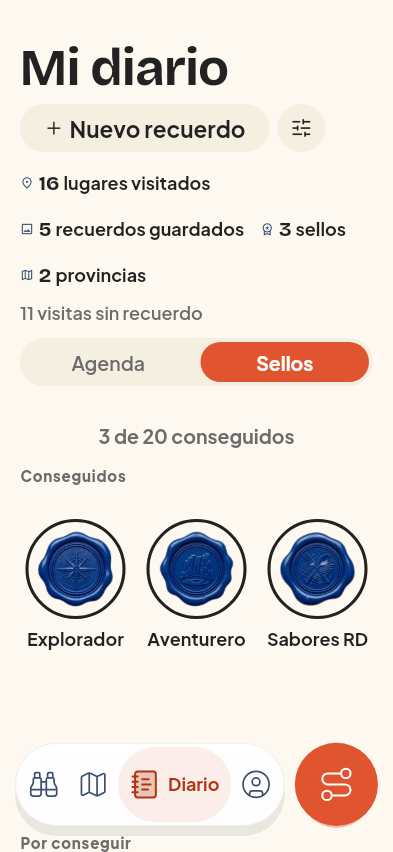 Mi diario
+ Nuevo recuerdo
16 lugares visitados
5 recuerdos guardados 3 sellos
2 provincias
11 visitas sin recuerdo
Agenda Sellos
3 de 20 conseguidos
Conseguidos
Explorador Aventurero Sabores RD
Diario
Por conseguir